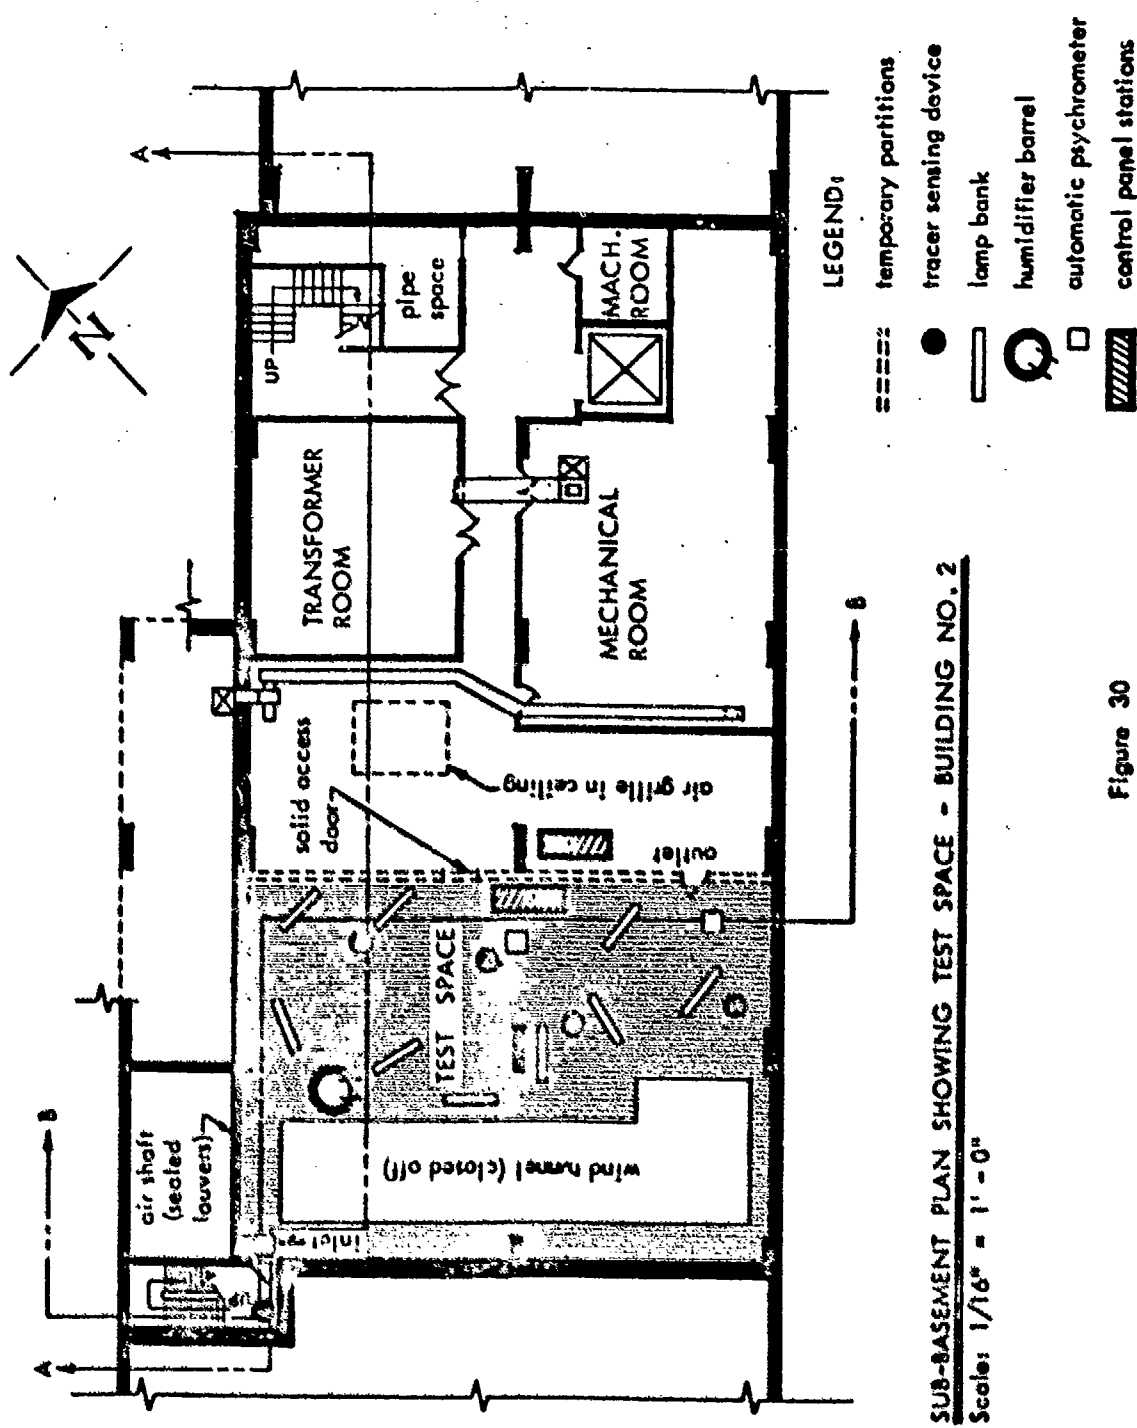 A
A
N
UP
pipe
space
MACH.
ROOM
TRANSFORMER
ROOM
MECHANICAL
ROOM
solid access
door
air grille in ceiling
outlet
TEST SPACE
wind tunnel (closed off)
air shaft
(sealed
louvers)
inlet
UP
B
B
LEGEND:
temporary partitions
tracer sensing device
lamp bank
humidifier barrel
automatic psychrometer
control panel stations
SUB-BASEMENT PLAN SHOWING TEST SPACE - BUILDING NO. 2
Scale: 1/16" = 1' - 0"
Figure 30